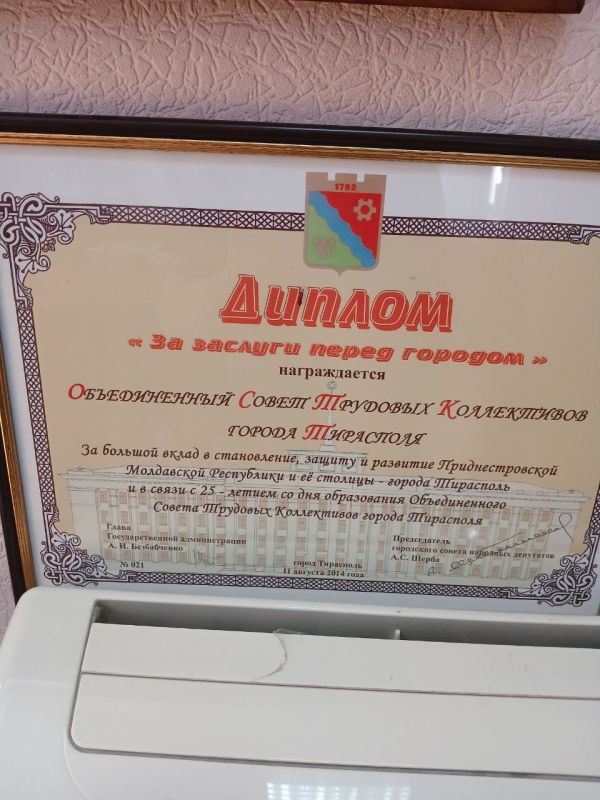 1792
Диплом
« За заслуги перед городом »
награждается
Объединенный Совет Трудовых Коллективов
города Тирасполя
За большой вклад в становление, защиту и развитие Приднестровской
Молдавской Республики и её столицы - города Тирасполь
и в связи с 25 - летием со дня образования Объединенного
Совета Трудовых Коллективов города Тирасполя
Глава
Государственной администрации
А. И. Безбабченко
Председатель
городского совета народных депутатов
А.С. Щерба
№ 021
город Тирасполь
11 августа 2014 года